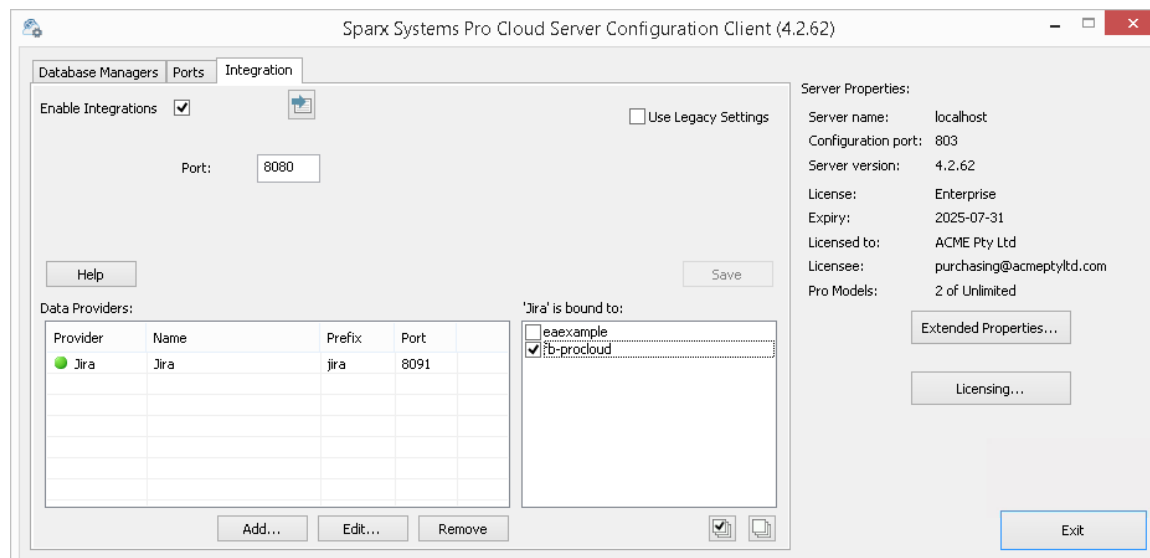 Sparx Systems Pro Cloud Server Configuration Client (4.2.62)
Database Managers Ports Integration
Enable Integrations
Use Legacy Settings
Port: 8080
Help
Save
Data Providers:
Provider Name Prefix Port
Jira Jira jira 8091
Add... Edit... Remove
'Jira' is bound to:
eaexample
fb-procloud
Server Properties:
Server name: localhost
Configuration port: 803
Server version: 4.2.62
License: Enterprise
Expiry: 2025-07-31
Licensed to: ACME Pty Ltd
Licensee: purchasing@acmeptyltd.com
Pro Models: 2 of Unlimited
Extended Properties...
Licensing...
Exit